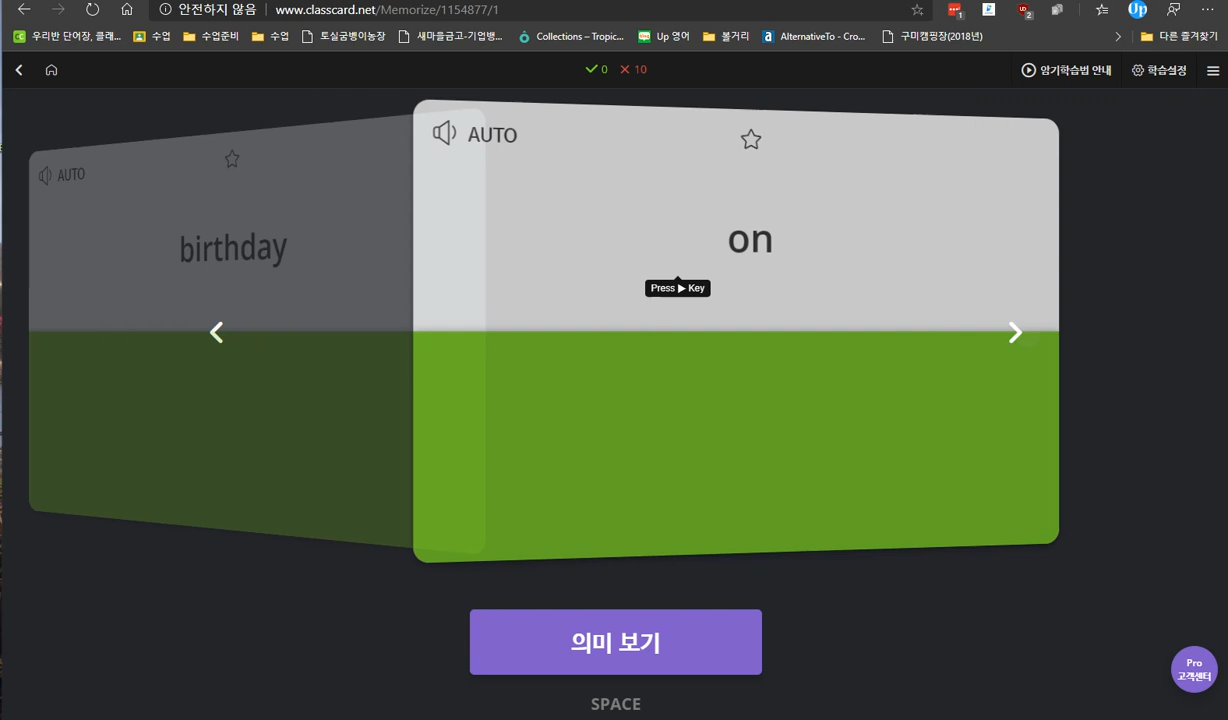 안전하지 않음 www.classcard.net/Memorize/1154877/1
우리반 단어장, 클래... 수업 수업준비 수업 토실굼벵이농장 새마을금고-기업뱅... Collections – Tropic... Up 영어 볼거리 AlternativeTo - Cro... 구미캠핑장(2018년) 다른 즐겨찾기
0 10 암기학습법 안내 학습설정
AUTO
birthday
AUTO
on
Press ▶ Key
의미 보기
SPACE
Pro
고객센터